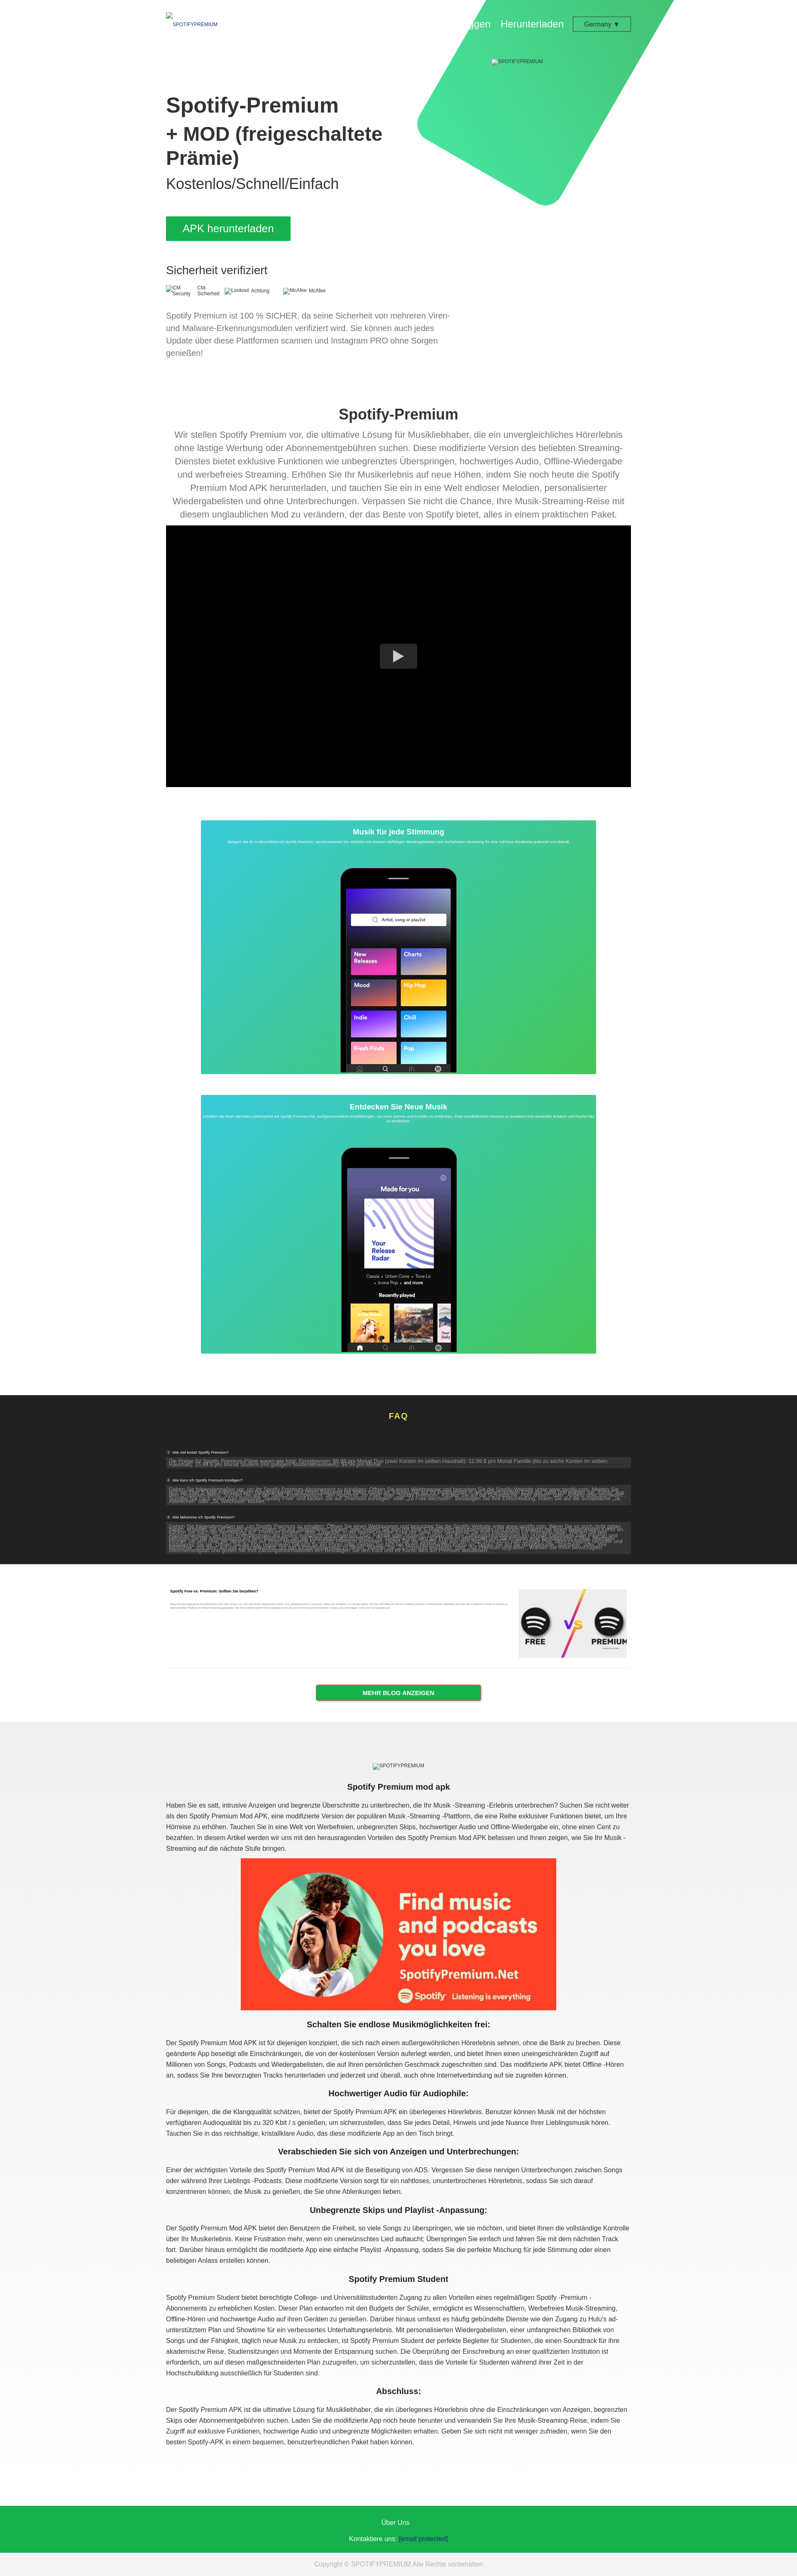 SPOTIFYPREMIUM
ggen
Herunterladen
Germany ▼
SPOTIFYPREMIUM
Spotify-Premium
+ MOD (freigeschaltete
Prämie)
Kostenlos/Schnell/Einfach
APK herunterladen
Sicherheit verifiziert
CM
Security
CM-
Sicherheit
Lookout
Achtung
McAfee
McAfee
Spotify Premium ist 100 % SICHER, da seine Sicherheit von mehreren Viren-
und Malware-Erkennungsmodulen verifiziert wird. Sie können auch jedes
Update über diese Plattformen scannen und Instagram PRO ohne Sorgen
genießen!
Spotify-Premium
Wir stellen Spotify Premium vor, die ultimative Lösung für Musikliebhaber, die ein unvergleichliches Hörerlebnis
ohne lästige Werbung oder Abonnementgebühren suchen. Diese modifizierte Version des beliebten Streaming-
Dienstes bietet exklusive Funktionen wie unbegrenztes Überspringen, hochwertiges Audio, Offline-Wiedergabe
und werbefreies Streaming. Erhöhen Sie Ihr Musikerlebnis auf neue Höhen, indem Sie noch heute die Spotify
Premium Mod APK herunterladen, und tauchen Sie ein in eine Welt endloser Melodien, personalisierter
Wiedergabelisten und ohne Unterbrechungen. Verpassen Sie nicht die Chance, Ihre Musik-Streaming-Reise mit
diesem unglaublichen Mod zu verändern, der das Beste von Spotify bietet, alles in einem praktischen Paket.
Musik für jede Stimmung
Artist, song or playlist
New
Releases
Charts
Mood
Hip Hop
Indie
Chill
Fresh Finds
Pop
Entdecken Sie Neue Musik
Made for you
Your
Release
Radar
Cassia • Urban Cone • Tove Lo
• Icona Pop • and more
Recently played
FAQ
Wie viel kostet Spotify Premium?
Wie kann ich Spotify Premium kündigen?
Wie bekomme ich Spotify Premium?
Spotify Free vs. Premium: Sollten Sie bezahlen?
FREE
VS
PREMIUM
MEHR BLOG ANZEIGEN
SPOTIFYPREMIUM
Spotify Premium mod apk
Haben Sie es satt, intrusive Anzeigen und begrenzte Überschnitte zu unterbrechen, die Ihr Musik -Streaming -Erlebnis unterbrechen? Suchen Sie nicht weiter
als den Spotify Premium Mod APK, eine modifizierte Version der populären Musik -Streaming -Plattform, die eine Reihe exklusiver Funktionen bietet, um Ihre
Hörreise zu erhöhen. Tauchen Sie in eine Welt von Werbefreien, unbegrenzten Skips, hochwertiger Audio und Offline-Wiedergabe ein, ohne einen Cent zu
bezahlen. In diesem Artikel werden wir uns mit den herausragenden Vorteilen des Spotify Premium Mod APK befassen und Ihnen zeigen, wie Sie Ihr Musik -
Streaming auf die nächste Stufe bringen.
Find music
and podcasts
you love
SpotifyPremium.Net
Spotify Listening is everything
Schalten Sie endlose Musikmöglichkeiten frei:
Der Spotify Premium Mod APK ist für diejenigen konzipiert, die sich nach einem außergewöhnlichen Hörerlebnis sehnen, ohne die Bank zu brechen. Diese
geänderte App beseitigt alle Einschränkungen, die von der kostenlosen Version auferlegt werden, und bietet Ihnen einen uneingeschränkten Zugriff auf
Millionen von Songs, Podcasts und Wiedergabelisten, die auf Ihren persönlichen Geschmack zugeschnitten sind. Das modifizierte APK bietet Offline -Hören
an, sodass Sie Ihre bevorzugten Tracks herunterladen und jederzeit und überall, auch ohne Internetverbindung auf sie zugreifen können.
Hochwertiger Audio für Audiophile:
Für diejenigen, die die Klangqualität schätzen, bietet der Spotify Premium APK ein überlegenes Hörerlebnis. Benutzer können Musik mit der höchsten
verfügbaren Audioqualität bis zu 320 Kbit / s genießen, um sicherzustellen, dass Sie jedes Detail, Hinweis und jede Nuance Ihrer Lieblingsmusik hören.
Tauchen Sie in das reichhaltige, kristallklare Audio, das diese modifizierte App an den Tisch bringt.
Verabschieden Sie sich von Anzeigen und Unterbrechungen:
Einer der wichtigsten Vorteile des Spotify Premium Mod APK ist die Beseitigung von ADS. Vergessen Sie diese nervigen Unterbrechungen zwischen Songs
oder während Ihrer Lieblings -Podcasts. Diese modifizierte Version sorgt für ein nahtloses, ununterbrochenes Hörerlebnis, sodass Sie sich darauf
konzentrieren können, die Musik zu genießen, die Sie ohne Ablenkungen lieben.
Unbegrenzte Skips und Playlist -Anpassung:
Der Spotify Premium Mod APK bietet den Benutzern die Freiheit, so viele Songs zu überspringen, wie sie möchten, und bietet Ihnen die vollständige Kontrolle
über Ihr Musikerlebnis. Keine Frustration mehr, wenn ein unerwünschtes Lied auftaucht; Überspringen Sie einfach und fahren Sie mit dem nächsten Track
fort. Darüber hinaus ermöglicht die modifizierte App eine einfache Playlist -Anpassung, sodass Sie die perfekte Mischung für jede Stimmung oder einen
beliebigen Anlass erstellen können.
Spotify Premium Student
Spotify Premium Student bietet berechtigte College- und Universitätsstudenten Zugang zu allen Vorteilen eines regelmäßigen Spotify -Premium -
Abonnements zu erheblichen Kosten. Dieser Plan entworfen mit den Budgets der Schüler, ermöglicht es Wissenschaftlern, Werbefreies Musik-Streaming,
Offline-Hören und hochwertige Audio auf ihren Geräten zu genießen. Darüber hinaus umfasst es häufig gebündelte Dienste wie den Zugang zu Hulu's ad-
unterstütztem Plan und Showtime für ein verbessertes Unterhaltungserlebnis. Mit personalisierten Wiedergabelisten, einer umfangreichen Bibliothek von
Songs und der Fähigkeit, täglich neue Musik zu entdecken, ist Spotify Premium Student der perfekte Begleiter für Studenten, die einen Soundtrack für ihre
akademische Reise, Studiensitzungen und Momente der Entspannung suchen. Die Überprüfung der Einschreibung an einer qualifizierten Institution ist
erforderlich, um auf diesen maßgeschneiderten Plan zuzugreifen, um sicherzustellen, dass die Vorteile für Studenten während ihrer Zeit in der
Hochschulbildung ausschließlich für Studenten sind.
Abschluss:
Der Spotify Premium APK ist die ultimative Lösung für Musikliebhaber, die ein überlegenes Hörerlebnis ohne die Einschränkungen von Anzeigen, begrenzten
Skips oder Abonnementgebühren suchen. Laden Sie die modifizierte App noch heute herunter und verwandeln Sie Ihre Musik-Streaming-Reise, indem Sie
Zugriff auf exklusive Funktionen, hochwertige Audio und unbegrenzte Möglichkeiten erhalten. Geben Sie sich nicht mit weniger zufrieden, wenn Sie den
besten Spotify-APK in einem bequemen, benutzerfreundlichen Paket haben können.
Über Uns
Kontaktiere uns: [email protected]
Copyright © SPOTIFYPREMIUM Alle Rechte vorbehalten